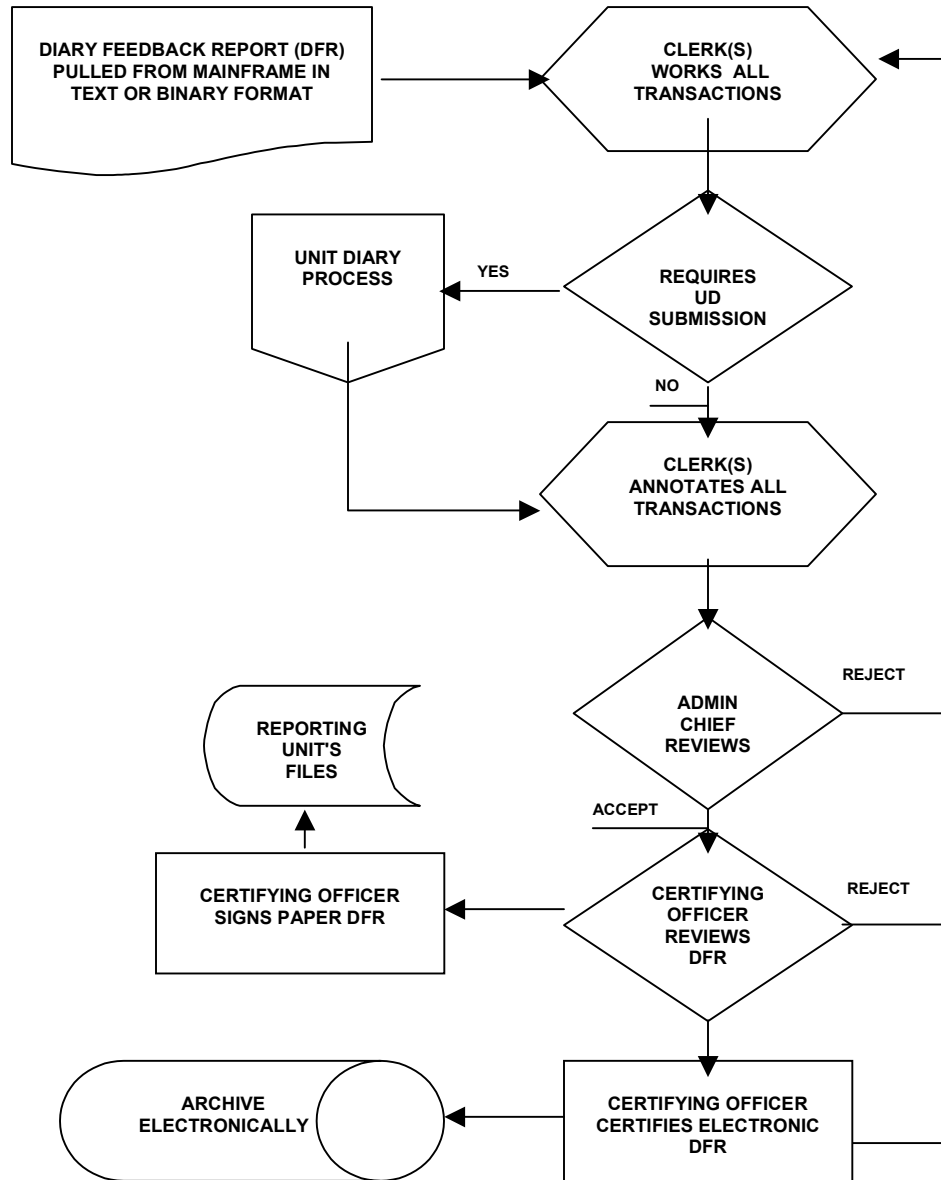 DIARY FEEDBACK REPORT (DFR)
PULLED FROM MAINFRAME IN
TEXT OR BINARY FORMAT
CLERK(S)
WORKS ALL
TRANSACTIONS
UNIT DIARY
PROCESS
YES
REQUIRES
UD
SUBMISSION
NO
CLERK(S)
ANNOTATES ALL
TRANSACTIONS
ADMIN
CHIEF
REVIEWS
REJECT
REPORTING
UNIT'S
FILES
ACCEPT
CERTIFYING OFFICER
SIGNS PAPER DFR
CERTIFYING
OFFICER
REVIEWS
DFR
REJECT
ARCHIVE
ELECTRONICALLY
CERTIFYING OFFICER
CERTIFIES ELECTRONIC
DFR